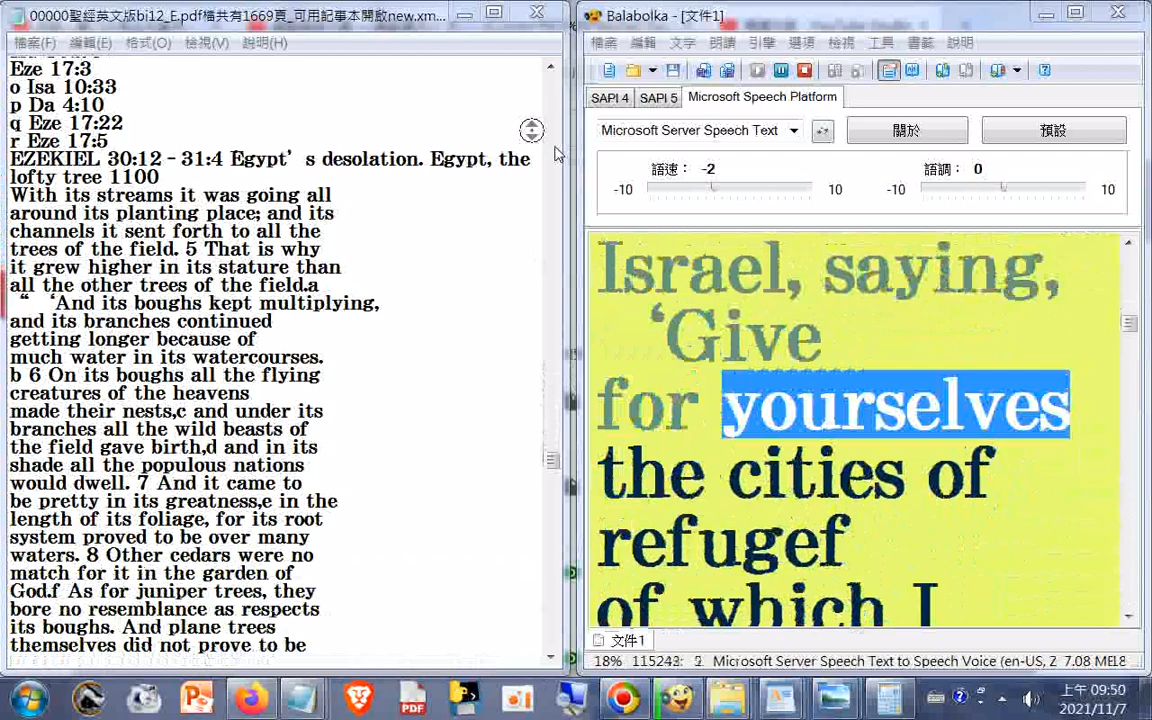 00000聖經英文版bi12_E.pdf檔共有1669頁_可用記事本開啟new.xm...
檔案(F) 編輯(E) 格式(O) 檢視(V) 說明(H)
Eze 17:3
o Isa 10:33
p Da 4:10
q Eze 17:22
r Eze 17:5
EZEKIEL 30:12–31:4 Egypt’s desolation. Egypt, the
lofty tree 1100
With its streams it was going all
around its planting place; and its
channels it sent forth to all the
trees of the field. 5 That is why
it grew higher in its stature than
all the other trees of the field.a
“ ‘And its boughs kept multiplying,
and its branches continued
getting longer because of
much water in its watercourses.
b 6 On its boughs all the flying
creatures of the heavens
made their nests,c and under its
branches all the wild beasts of
the field gave birth,d and in its
shade all the populous nations
would dwell. 7 And it came to
be pretty in its greatness,e in the
length of its foliage, for its root
system proved to be over many
waters. 8 Other cedars were no
match for it in the garden of
God.f As for juniper trees, they
bore no resemblance as respects
its boughs. And plane trees
themselves did not prove to be
Balabolka - [文件1]
檔案 編輯 文字 朗讀 引擎 選項 檢視 工具 書籤 說明
SAPI 4 SAPI 5 Microsoft Speech Platform
Microsoft Server Speech Text 關於 預設
語速： -2 語調： 0
-10 10 -10 10
Israel, saying,
‘Give
for yourselves
the cities of
refugef
of which I
文件1
18% 115243: 2 Microsoft Server Speech Text to Speech Voice (en-US, Z 7.08 MEL8
上午 09:50
2021/11/7